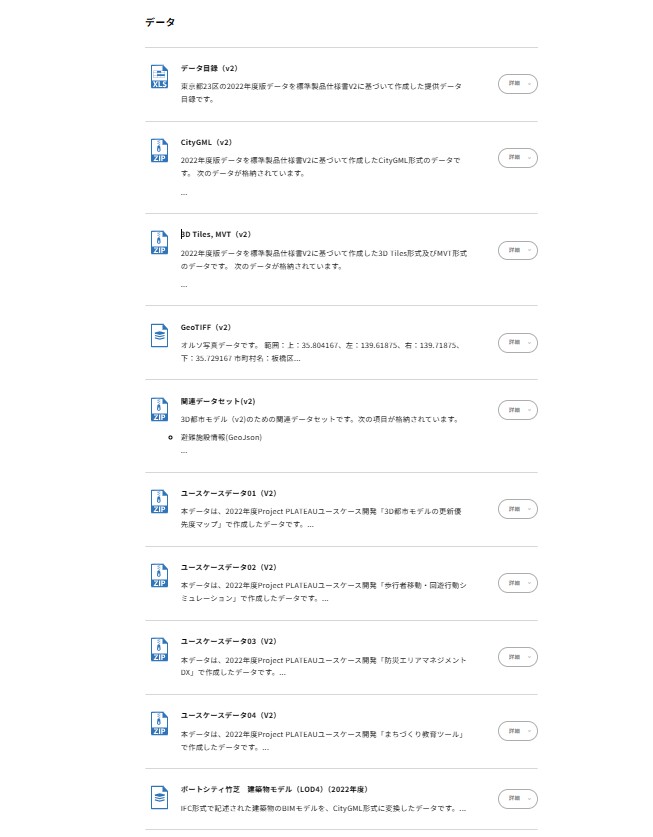 データ
データ目録（v2）
東京都23区の2022年度版データを標準製品仕様書V2に基づいて作成した提供データ
目録です。
XLS
詳細
CityGML（v2）
2022年度版データを標準製品仕様書V2に基づいて作成したCityGML形式のデータで
す。 次のデータが格納されています。
...
ZIP
詳細
3D Tiles, MVT（v2）
2022年度版データを標準製品仕様書V2に基づいて作成した3D Tiles形式及びMVT形式
のデータです。 次のデータが格納されています。
...
ZIP
詳細
GeoTIFF（v2）
オルソ写真データです。 範囲：上：35.804167、左：139.61875、右：139.71875、
下：35.729167 市町村名：板橋区...
詳細
関連データセット(v2)
3D都市モデル（v2)のための関連データセットです。次の項目が格納されています。
避難施設情報(GeoJson)
...
ZIP
詳細
ユースケースデータ01（V2）
本データは、2022年度Project PLATEAUユースケース開発「3D都市モデルの更新優
先度マップ」で作成したデータです。...
ZIP
詳細
ユースケースデータ02（V2）
本データは、2022年度Project PLATEAUユースケース開発「歩行者移動・回遊行動シ
ミュレーション」で作成したデータです。...
ZIP
詳細
ユースケースデータ03（V2）
本データは、2022年度Project PLATEAUユースケース開発「防災エリアマネジメント
DX」で作成したデータです。...
ZIP
詳細
ユースケースデータ04（V2）
本データは、2022年度Project PLATEAUユースケース開発「まちづくり教育ツール」
で作成したデータです。...
ZIP
詳細
ポートシティ竹芝　建築物モデル（LOD4）（2022年度）
IFC形式で記述された建築物のBIMモデルを、CityGML形式に変換したデータです。...
詳細